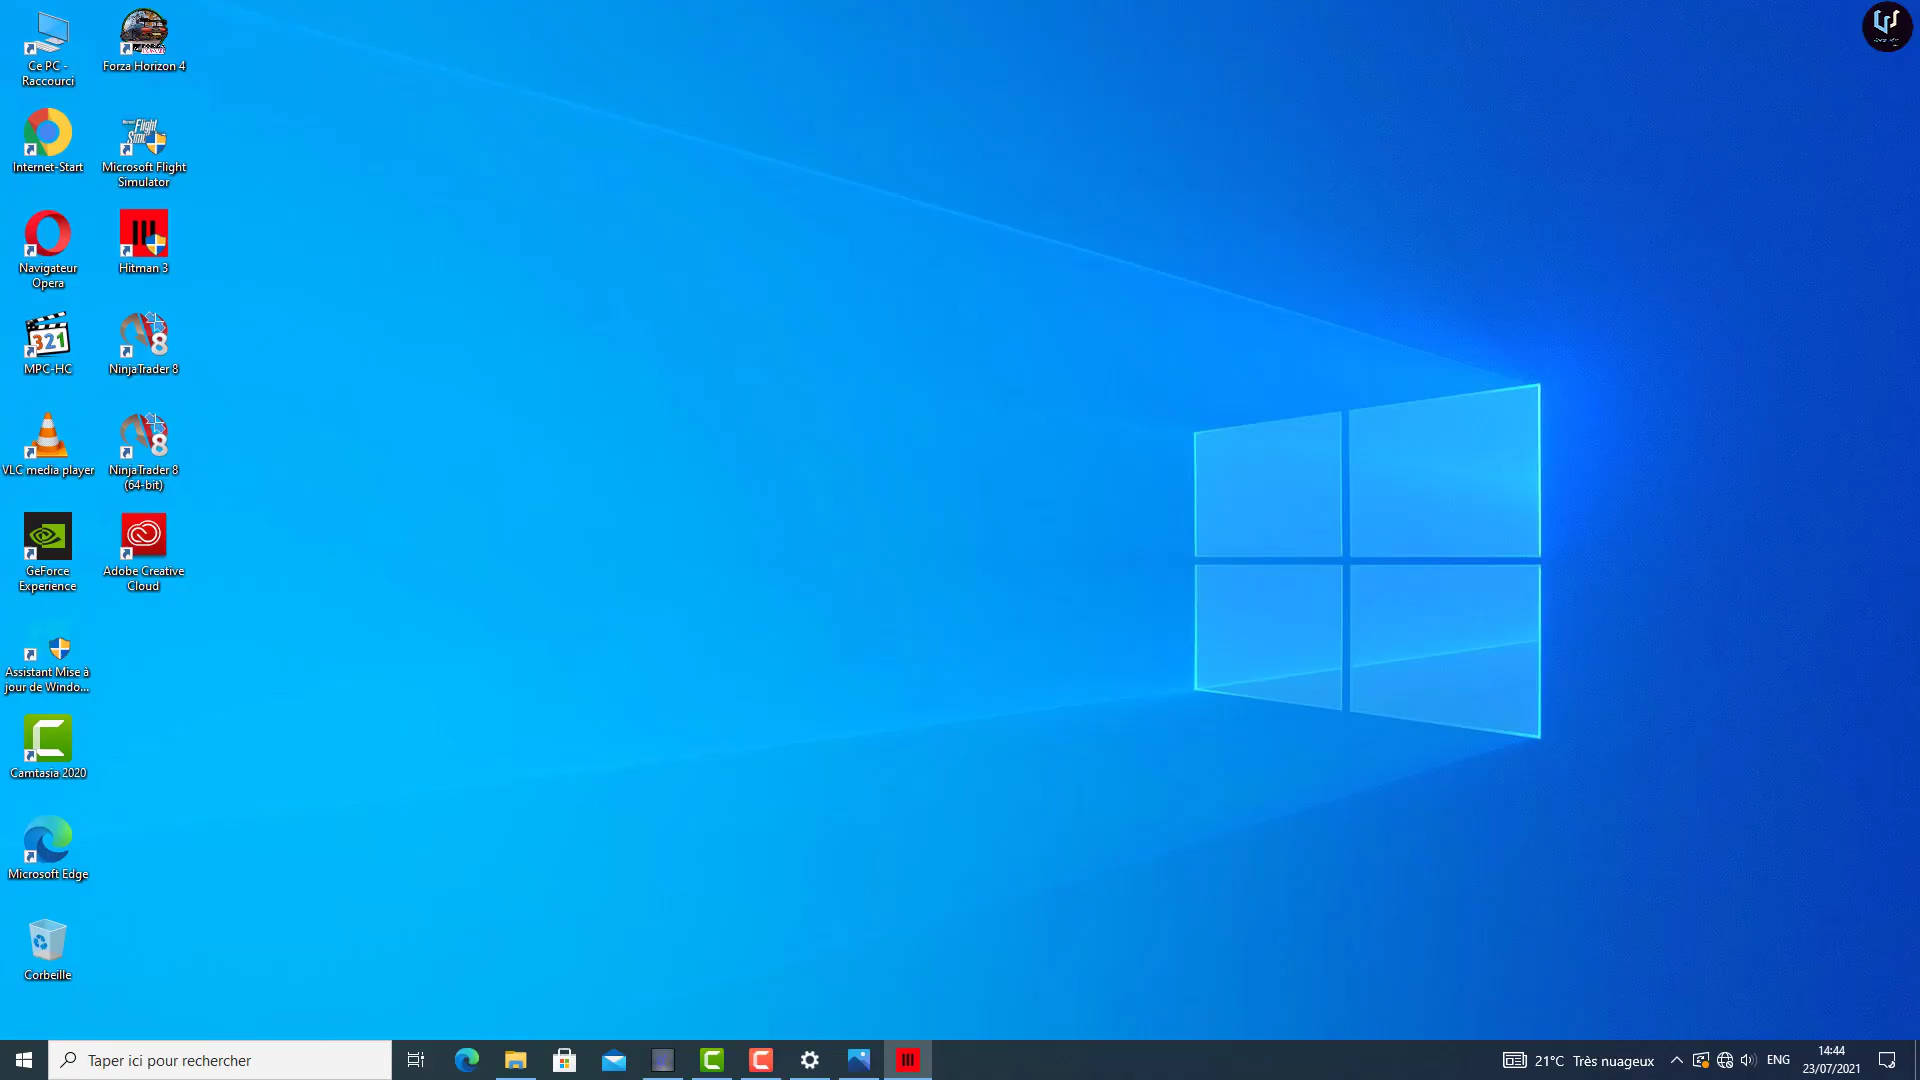 Ce PC -
Raccourci
Forza Horizon 4
Internet-Start
Microsoft Flight
Simulator
Navigateur
Opera
Hitman 3
MPC-HC
NinjaTrader 8
VLC media player
NinjaTrader 8
(64-bit)
GeForce
Experience
Adobe Creative
Cloud
Assistant Mise à
jour de Windo...
Camtasia 2020
Microsoft Edge
Corbeille
Taper ici pour rechercher
21°C Très nuageux
ENG
14:44
23/07/2021